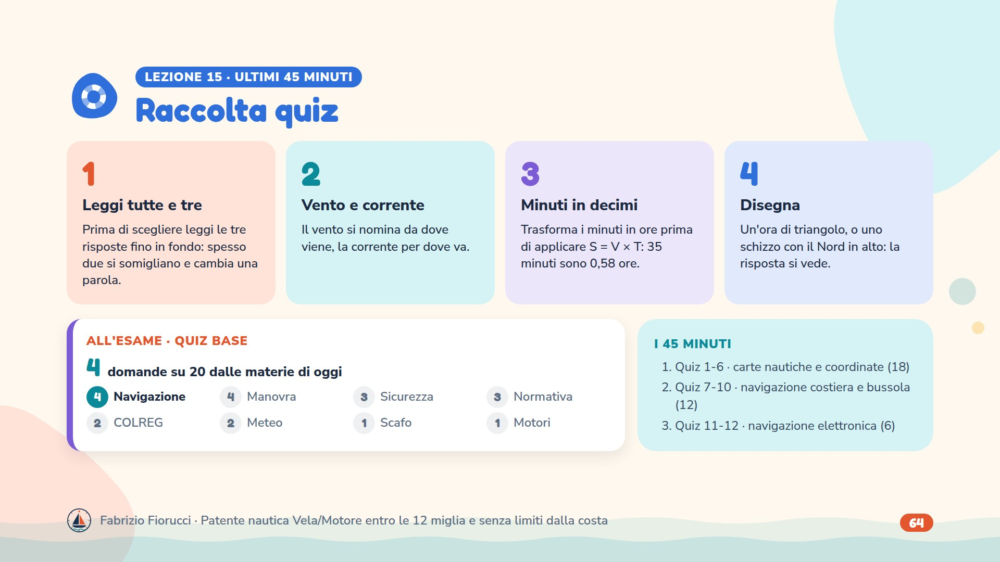 LEZIONE 15 · ULTIMI 45 MINUTI
Raccolta quiz
1
Leggi tutte e tre
Prima di scegliere leggi le tre
risposte fino in fondo: spesso
due si somigliano e cambia una
parola.
2
Vento e corrente
Il vento si nomina da dove
viene, la corrente per dove va.
3
Minuti in decimi
Trasforma i minuti in ore prima
di applicare S = V × T: 35
minuti sono 0,58 ore.
4
Disegna
Un'ora di triangolo, o uno
schizzo con il Nord in alto: la
risposta si vede.
ALL'ESAME · QUIZ BASE
4 domande su 20 dalle materie di oggi
4 Navigazione
4 Manovra
3 Sicurezza
3 Normativa
2 COLREG
2 Meteo
1 Scafo
1 Motori
I 45 MINUTI
1. Quiz 1-6 · carte nautiche e coordinate (18)
2. Quiz 7-10 · navigazione costiera e bussola
(12)
3. Quiz 11-12 · navigazione elettronica (6)
Fabrizio Fiorucci · Patente nautica Vela/Motore entro le 12 miglia e senza limiti dalla costa
64